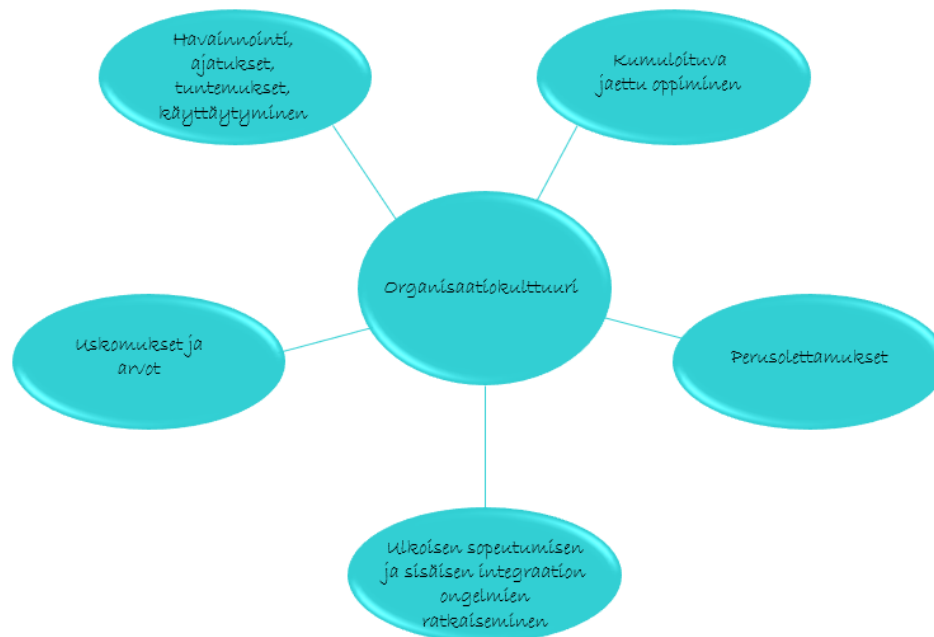 Havainnointi,
ajatukset,
tuntemukset,
käyttäytyminen
Kumuloituva
jaettu oppiminen
Organisaatiokulttuuri
Uskomukset ja
arvot
Perusolettamukset
Ulkoisen sopeutumisen
ja sisäisen integraation
ongelmien
ratkaiseminen